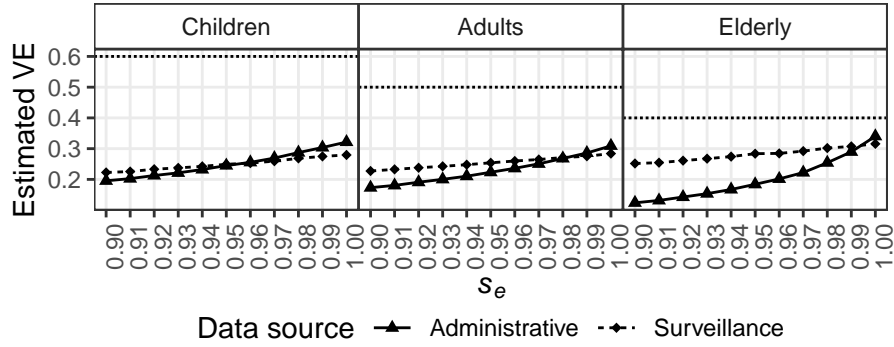 Children Adults Elderly
Estimated VE
0.6
0.5
0.4
0.3
0.2
0.90 0.91 0.92 0.93 0.94 0.95 0.96 0.97 0.98 0.99 1.00 0.90 0.91 0.92 0.93 0.94 0.95 0.96 0.97 0.98 0.99 1.00 0.90 0.91 0.92 0.93 0.94 0.95 0.96 0.97 0.98 0.99 1.00
se
Data source Administrative Surveillance